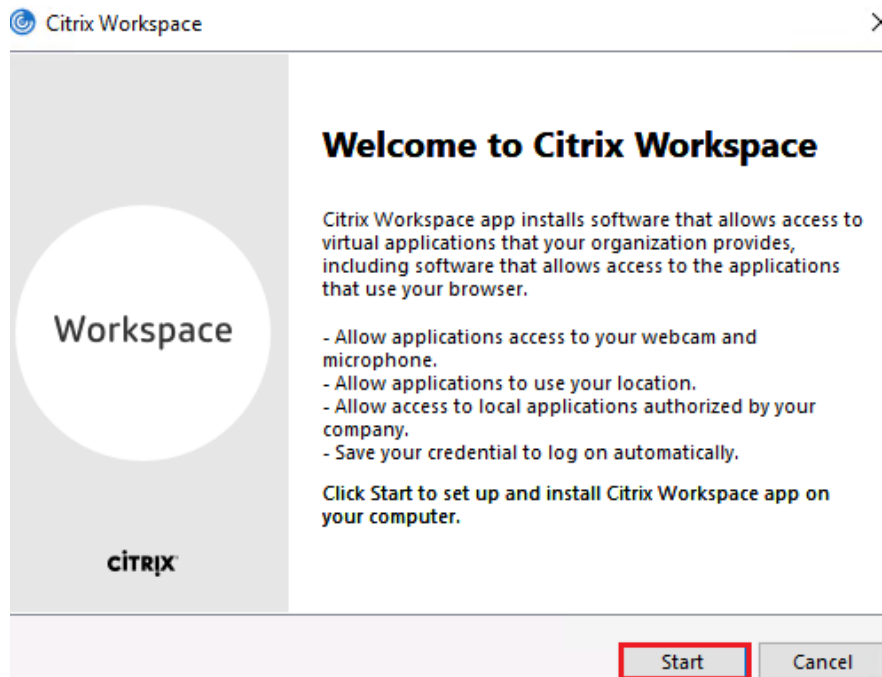 Citrix Workspace
Welcome to Citrix Workspace
Citrix Workspace app installs software that allows access to
virtual applications that your organization provides,
including software that allows access to the applications
that use your browser.
Workspace
- Allow applications access to your webcam and
microphone.
- Allow applications to use your location.
- Allow access to local applications authorized by your
company.
- Save your credential to log on automatically.
Click Start to set up and install Citrix Workspace app on
your computer.
CİTRỊX
Start
Cancel